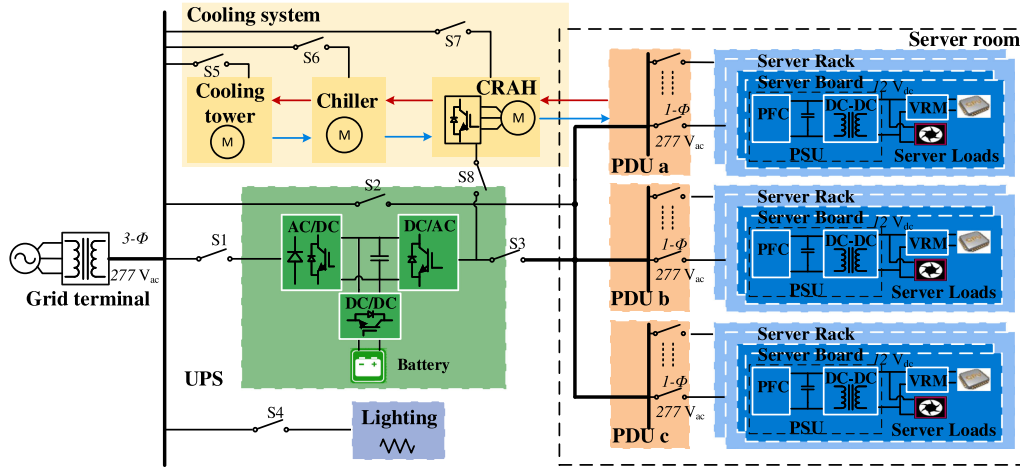 Cooling system
S7
S6
S5
Cooling
tower
M
Chiller
M
CRAH
M
S8
Server room
Server Rack
Server Board
12 Vdc
PFC
DC-DC
VRM
PSU
Server Loads
1-Φ
277 Vac
PDU a
S2
S1
AC/DC
DC/AC
S3
DC/DC
Battery
UPS
3-Φ
277 Vac
Grid terminal
Server Rack
Server Board
12 Vdc
PFC
DC-DC
VRM
PSU
Server Loads
1-Φ
277 Vac
PDU b
Server Rack
Server Board
12 Vdc
PFC
DC-DC
VRM
PSU
Server Loads
1-Φ
277 Vac
PDU c
S4
Lighting